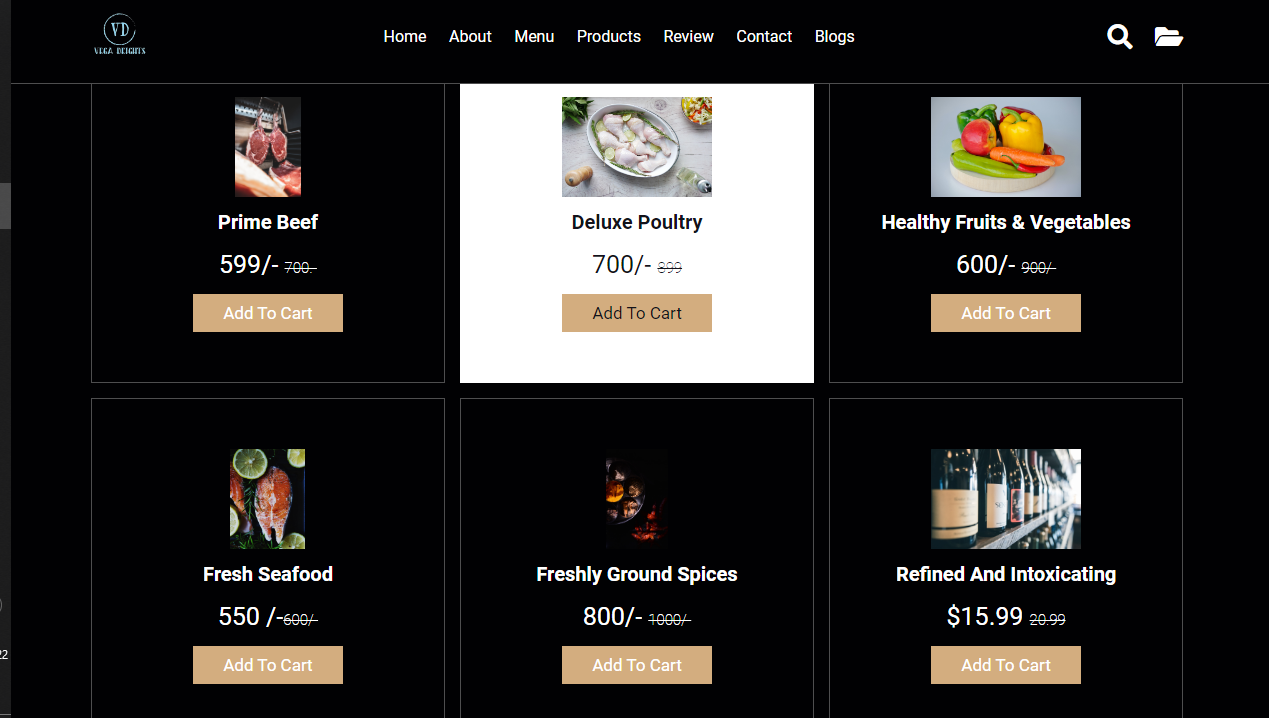 VD
VEGA DEIGHTS
Home About Menu Products Review Contact Blogs
Prime Beef
599/- 700.-
Add To Cart
Deluxe Poultry
700/- 899
Add To Cart
Healthy Fruits & Vegetables
600/- 900/-
Add To Cart
Fresh Seafood
550 /-600/-
Add To Cart
Freshly Ground Spices
800/- 1000/-
Add To Cart
Refined And Intoxicating
$15.99 20.99
Add To Cart
22